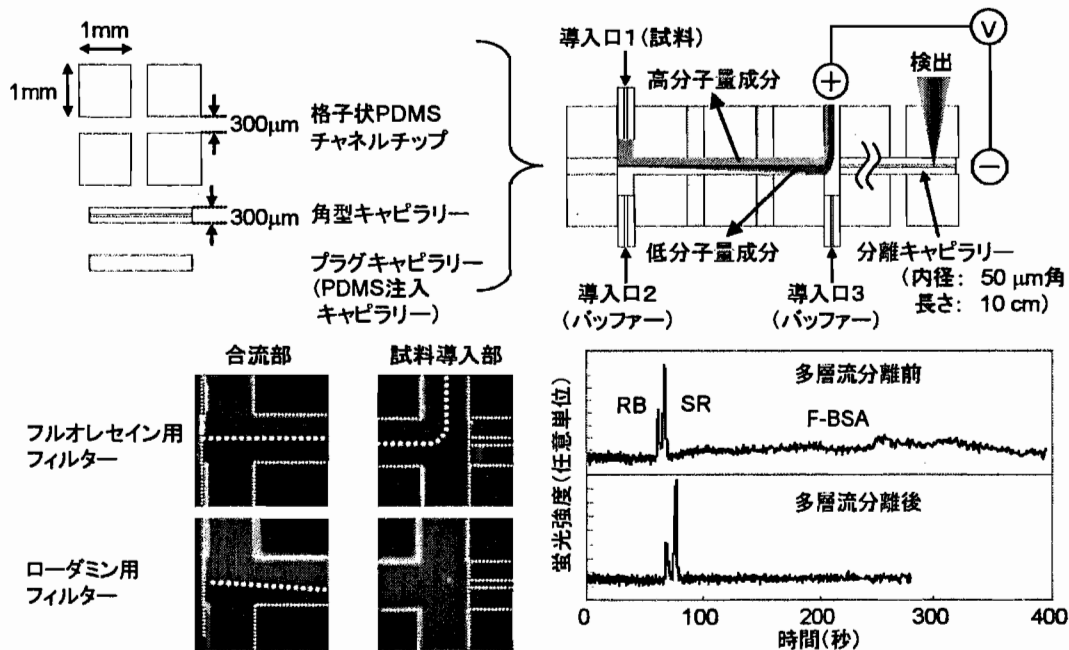 1mm
1mm
300μm
格子状PDMS
チャネルチップ
300μm
角型キャピラリー
プラグキャピラリー
(PDMS注入
キャピラリー)
導入口1(試料)
高分子量成分
＋
V
検出
－
低分子量成分
分離キャピラリー
(内径: 50 μm角
長さ: 10 cm)
導入口2
(バッファー)
導入口3
(バッファー)
合流部
試料導入部
フルオレセイン用
フィルター
ローダミン用
フィルター
蛍光強度(任意単位)
多層流分離前
RB
SR
F-BSA
多層流分離後
0
100
200
300
400
時間(秒)